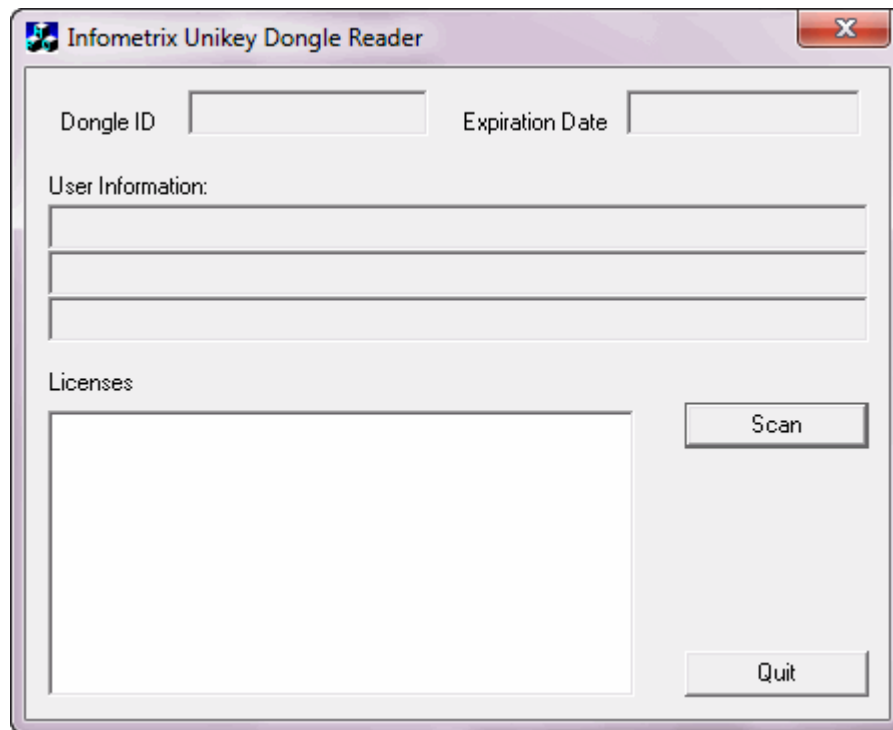 Infometrix Unikey Dongle Reader
Dongle ID Expiration Date
User Information:
Licenses
Scan
Quit